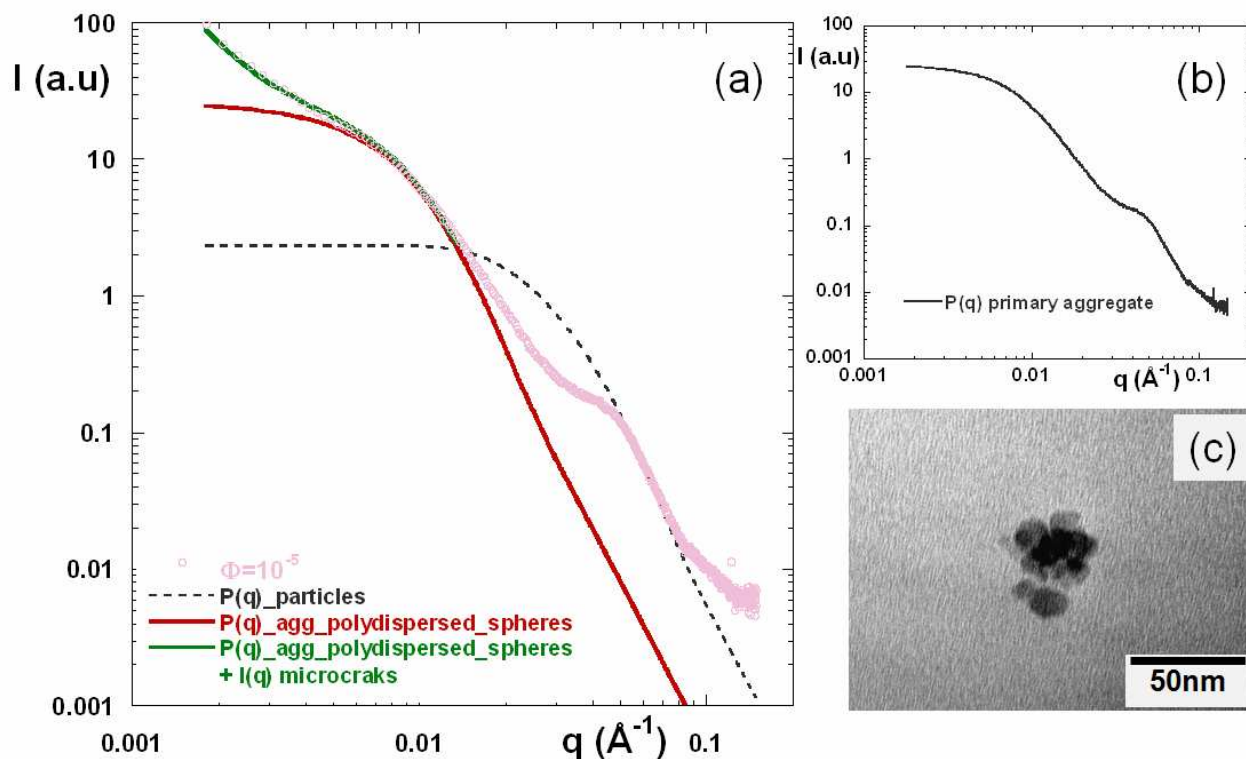 (a)
I (a.u)
100
10
1
0.1
0.01
0.001
0.001
0.01
0.1
q (Å⁻¹)
Φ=10⁻⁵
P(q)_particles
P(q)_agg_polydispersed_spheres
P(q)_agg_polydispersed_spheres
+ I(q) microcraks
(b)
I (a.u)
100
10
1
0.1
0.01
0.001
P(q) primary aggregate
0.001
0.01
0.1
q (Å⁻¹)
(c)
50nm